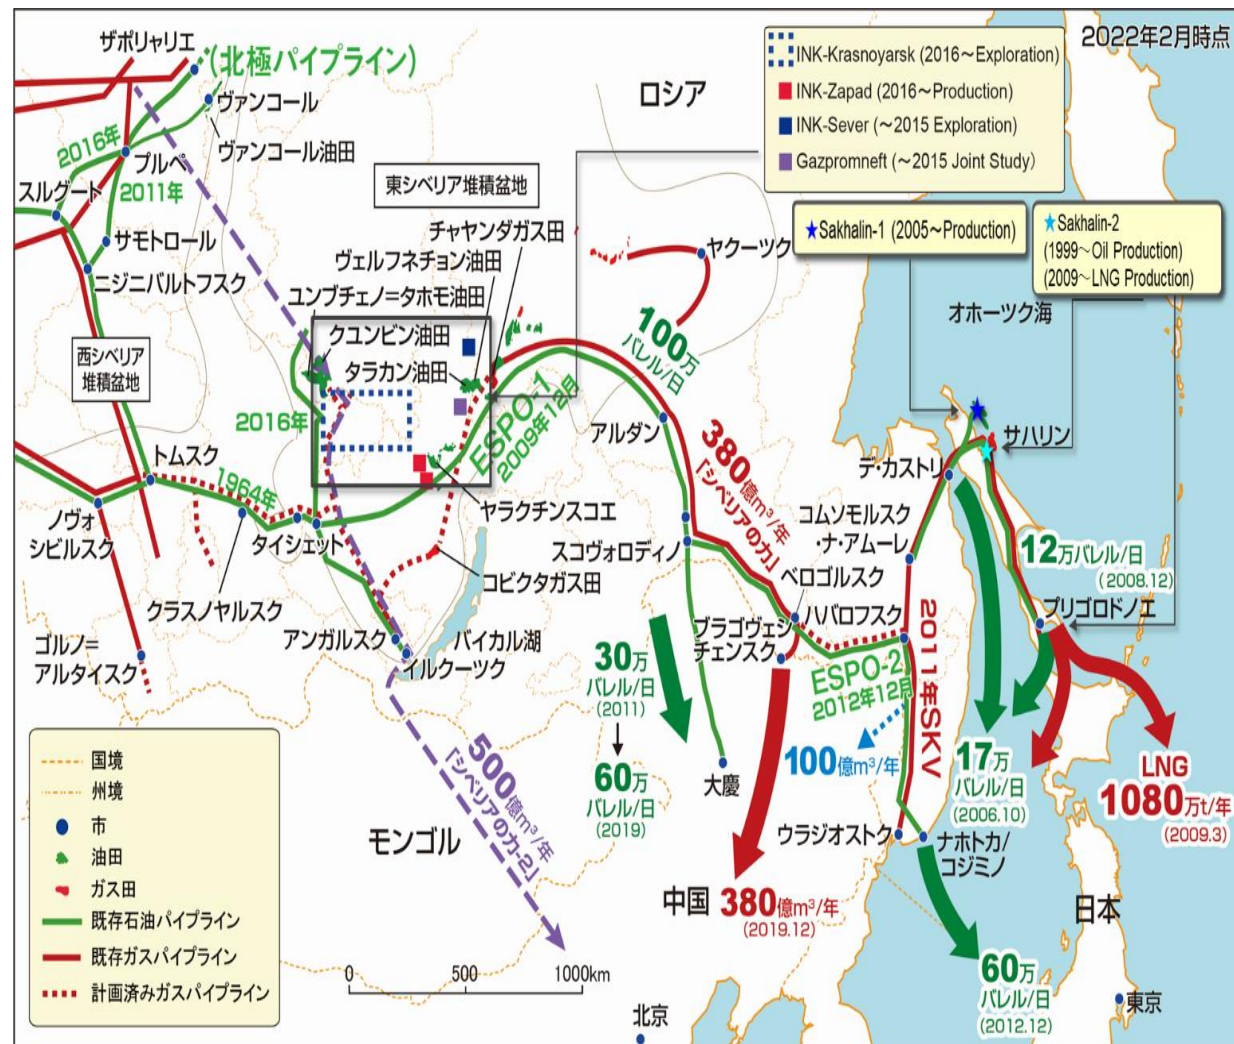 2022年2月時点
INK-Krasnoyarsk (2016～Exploration)
INK-Zapad (2016～Production)
INK-Sever (～2015 Exploration)
Gazpromneft (～2015 Joint Study)
★Sakhalin-1 (2005～Production)
★Sakhalin-2
(1999～Oil Production)
(2009～LNG Production)
ザポリャリエ
(北極パイプライン)
ヴァンコール
ヴァンコール油田
2016年
プルペ
2011年
スルグート
サモトロール
ニジニバルトフスク
西シベリア
堆積盆地
ロシア
東シベリア堆積盆地
チャヤンダガス田
ヴェルフネチョン油田
ユンブチェノ=タホモ油田
クユンビン油田
タラカン油田
2016年
ESPO-1
2009年12月
ヤクーツク
100万
バレル/日
アルダン
オホーツク海
サハリン
デ・カストリ
トムスク
1964年
ノヴォ
シビルスク
タイシェット
クラスノヤルスク
ヤラクチンスコエ
コビクタガス田
アンガルスク
バイカル湖
イルクーツク
ゴルノ=
アルタイスク
スコヴォロディノ
380億m³/年
「シベリアの力」
コムソモルスク
・ナ・アムーレ
ベロゴルスク
ハバロフスク
ブラゴヴェシ
チェンスク
ESPO-2
2012年12月
2011年SKV
12万バレル/日
(2008.12)
プリゴロドノエ
30万
バレル/日
(2011)
60万
バレル/日
(2019)
大慶
100億m³/年
17万
バレル/日
(2006.10)
LNG
1080万t/年
(2009.3)
500億m³/年
「シベリアの力-2」
モンゴル
ウラジオストク
ナホトカ/
コジミノ
中国
380億m³/年
(2019.12)
日本
60万
バレル/日
(2012.12)
東京
北京
国境
州境
市
油田
ガス田
既存石油パイプライン
既存ガスパイプライン
計画済みガスパイプライン
0 500 1000km